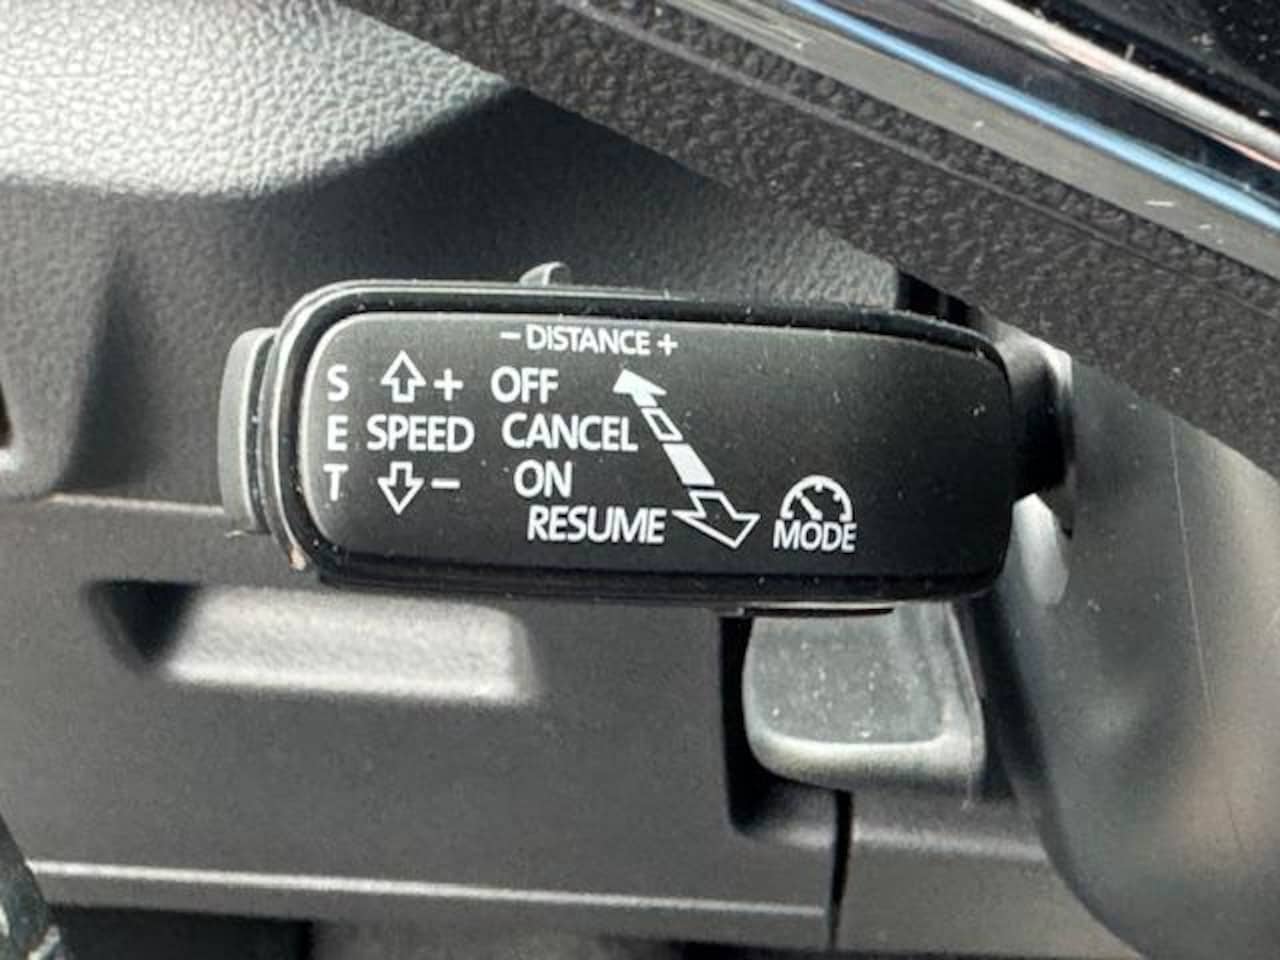 − DISTANCE +
S + OFF
E SPEED CANCEL
T − ON
RESUME
MODE